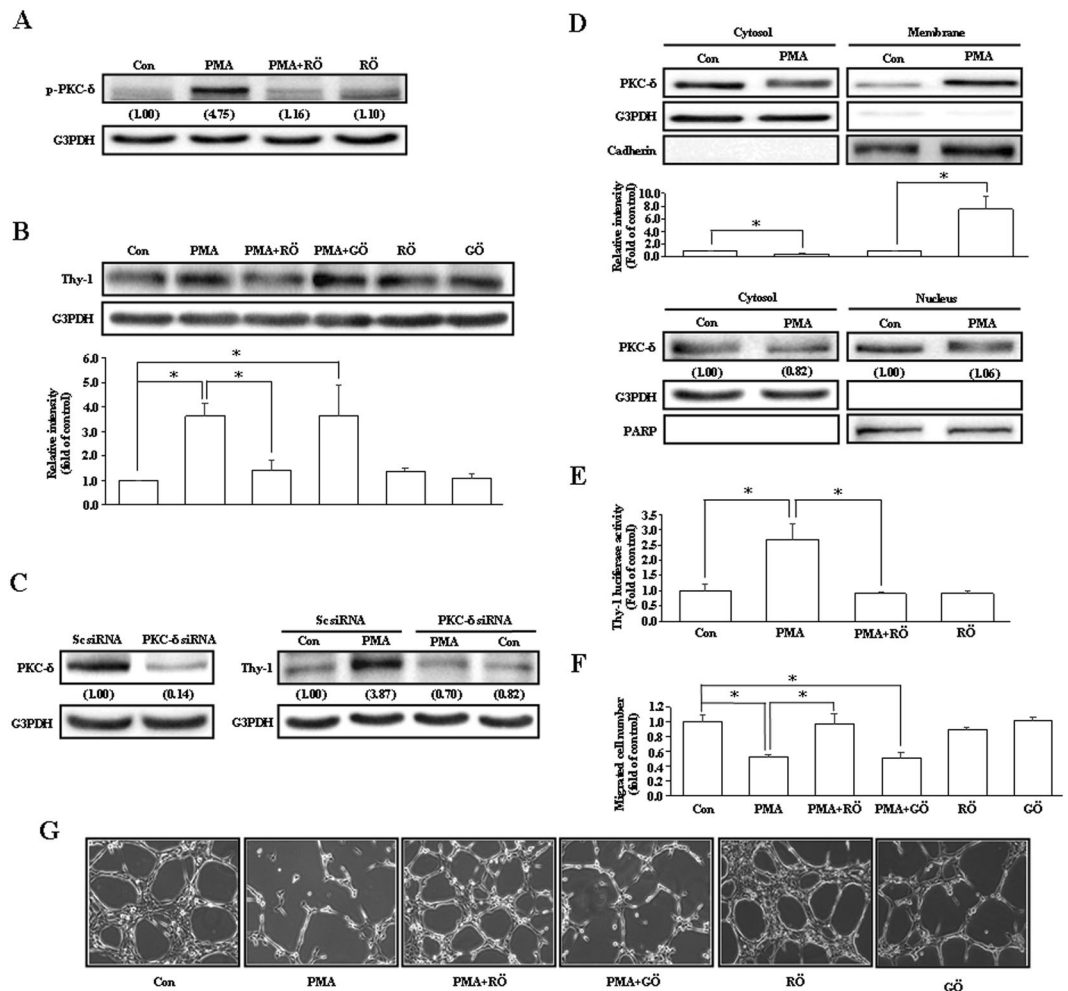 A
Con PMA PMA+RÖ RÖ
p-PKC-δ
(1.00) (4.75) (1.16) (1.10)
G3PDH
B
Con PMA PMA+RÖ PMA+GÖ RÖ GÖ
Thy-1
G3PDH
Relative intensity
(fold of control)
6.0
5.0
4.0
3.0
2.0
1.0
0.0
* * *
C
Sc siRNA PKC-δ siRNA
PKC-δ
(1.00) (0.14)
G3PDH
Sc siRNA PKC-δ siRNA
Con PMA PMA Con
Thy-1
(1.00) (3.87) (0.70) (0.82)
G3PDH
D
Cytosol Membrane
Con PMA Con PMA
PKC-δ
G3PDH
Cadherin
Relative intensity
(Fold of control)
10.0
8.0
6.0
4.0
2.0
0.0
* *
Cytosol Nucleus
Con PMA Con PMA
PKC-δ
(1.00) (0.82) (1.00) (1.06)
G3PDH
PARP
E
Thy-1 luciferase activity
(Fold of control)
3.5
3.0
2.5
2.0
1.5
1.0
0.5
0.0
* *
Con PMA PMA+RÖ RÖ
F
Migrated cell number
(fold of control)
1.2
1.0
0.8
0.6
0.4
0.2
0.0
* * *
Con PMA PMA+RÖ PMA+GÖ RÖ GÖ
G
Con PMA PMA+RÖ PMA+GÖ RÖ GÖ